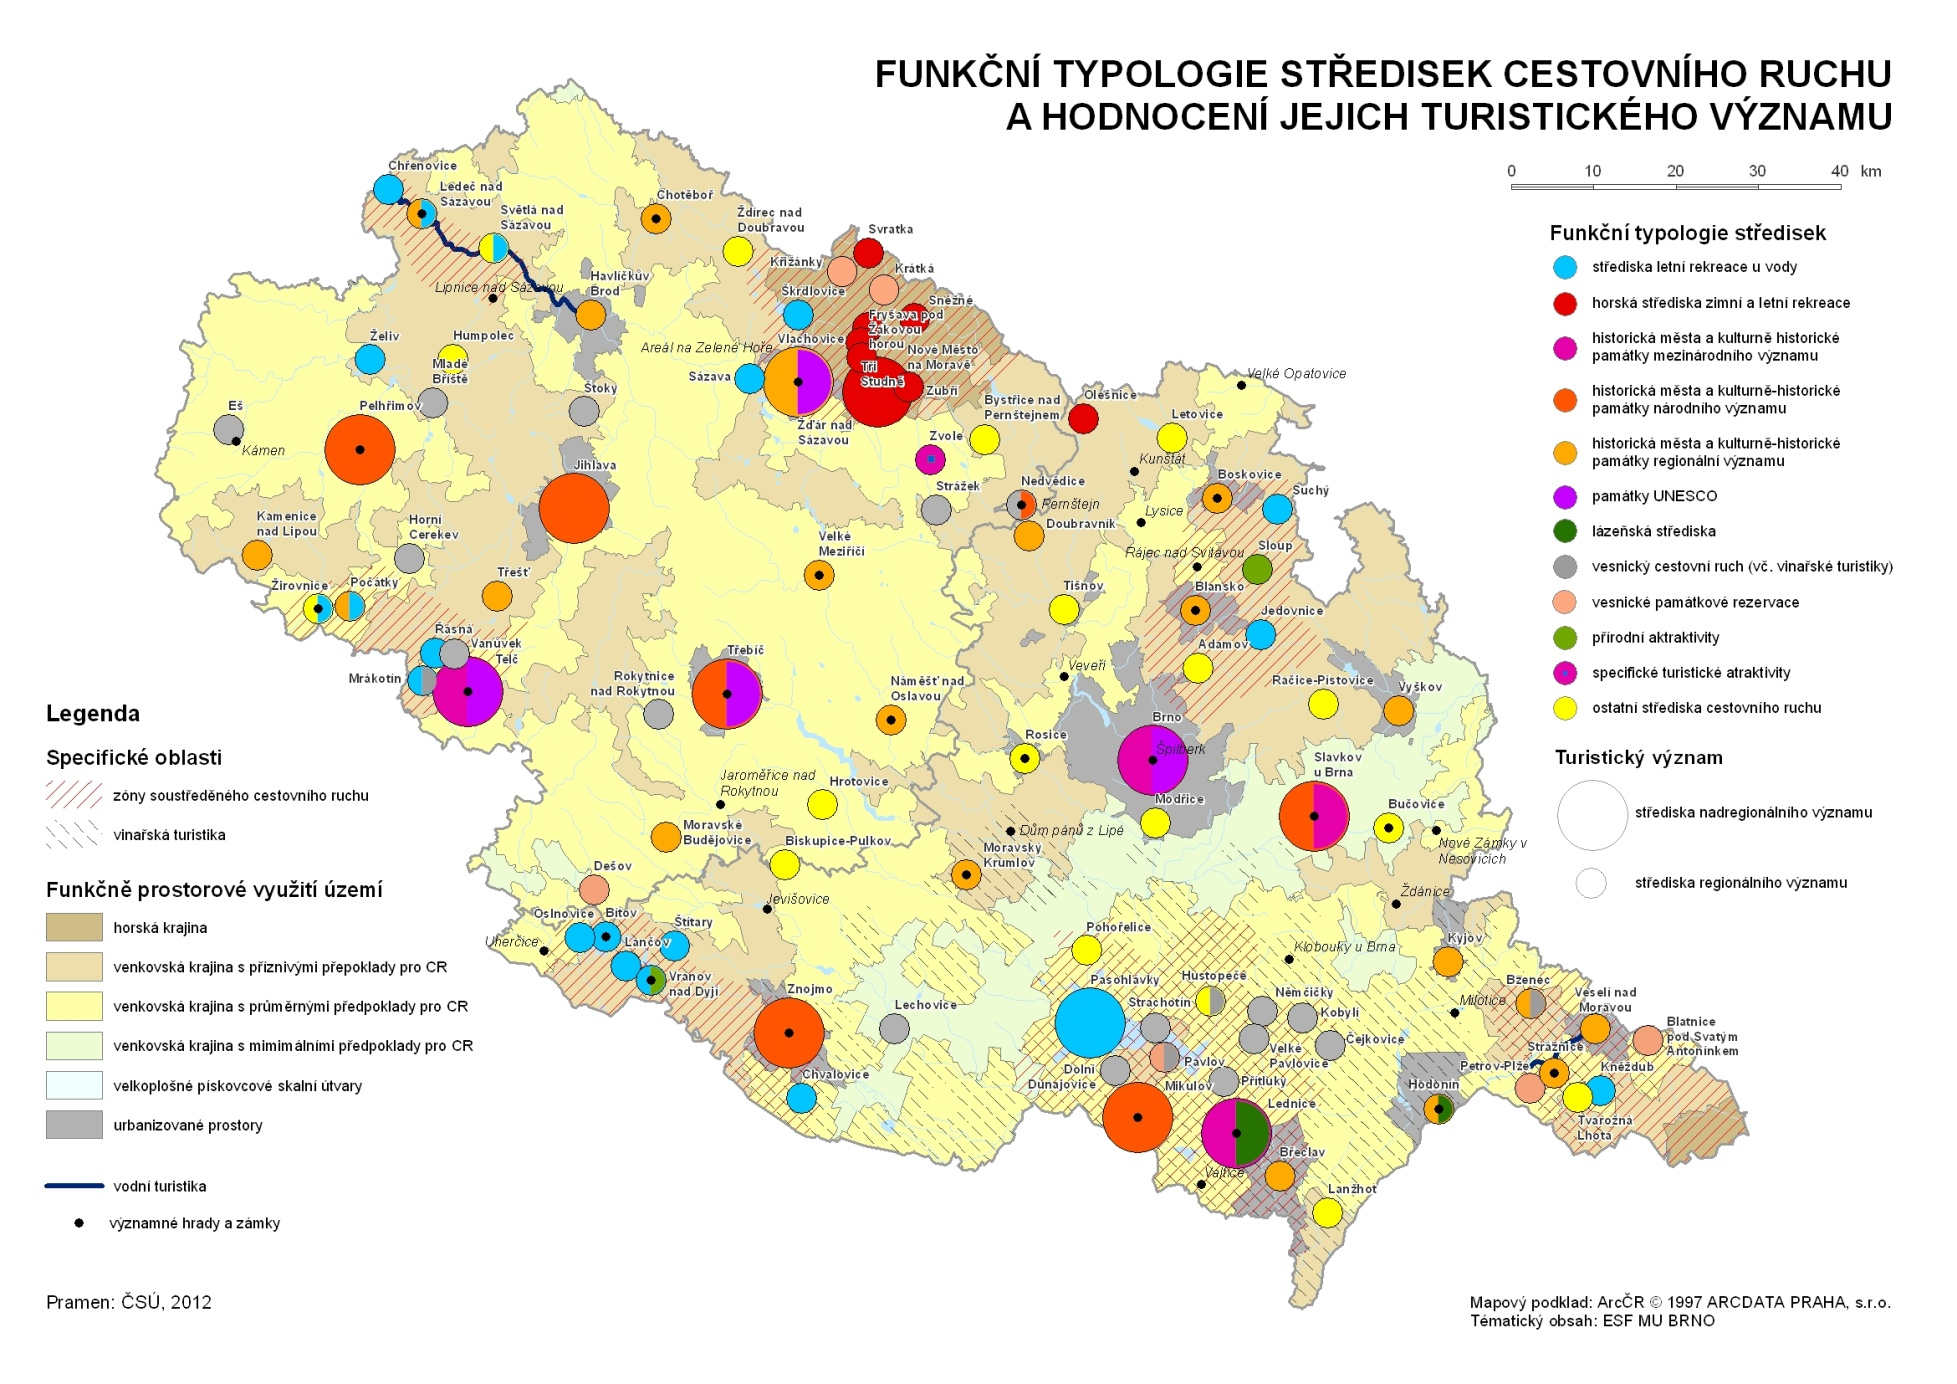 FUNKČNÍ TYPOLOGIE STŘEDISEK CESTOVNÍHO RUCHU
A HODNOCENÍ JEJICH TURISTICKÉHO VÝZNAMU
0 10 20 30 40 km
Funkční typologie středisek
střediska letní rekreace u vody
horská střediska zimní a letní rekreace
historická města a kulturně historické
památky mezinárodního významu
historická města a kulturně-historické
památky národního významu
historická města a kulturně-historické
památky regionální významu
památky UNESCO
lázeňská střediska
vesnický cestovní ruch (vč. vinařské turistiky)
vesnické památkové rezervace
přírodní aktraktivity
specifické turistické atraktivity
ostatní střediska cestovního ruchu
Turistický význam
střediska nadregionálního významu
střediska regionálního významu
Chřenovice
Ledeč nad
Sázavou
Světlá nad
Sázavou
Chotěboř
Ždírec nad
Doubravou
Svratka
Křižánky
Krátká
Havlíčkův
Brod
Lipnice nad Sázavou
Škrdlovice
Sněžné
Fryšava pod
Žákovou
horou
Vlachovice
Areál na Zelené Hoře
Nové Město
na Moravě
Tři
Studně
Zubří
Sázava
Žďár nad
Sázavou
Želiv
Humpolec
Mladé
Bříště
Štoky
Eš
Kámen
Pelhřimov
Jihlava
Bystřice nad
Pernštejnem
Olešnice
Velké Opatovice
Letovice
Zvole
Kunštát
Boskovice
Suchý
Strážek
Nedvědice
Pernštejn
Lysice
Doubravník
Kamenice
nad Lipou
Horní
Cerekev
Velké
Meziříčí
Rájec nad Svitavou
Sloup
Žirovnice
Počátky
Třešť
Tišnov
Blansko
Jedovnice
Adamov
Řásná
Vanůvek
Telč
Mrákotín
Rokytnice
nad Rokytnou
Třebíč
Náměšť nad
Oslavou
Veveří
Račice-Pístovice
Vyškov
Rosice
Brno
Špilberk
Slavkov
u Brna
Modřice
Bučovice
Nové Zámky v
Nesovicích
Jaroměřice nad
Rokytnou
Hrotovice
Dům pánů z Lipé
Moravské
Budějovice
Biskupice-Pulkov
Moravský
Krumlov
Dešov
Jevišovice
Ždánice
Oslnovice
Bítov
Štítary
Uherčice
Lančov
Vranov
nad Dyjí
Znojmo
Lechovice
Chvalovice
Pohořelice
Klobouky u Brna
Kyjov
Pasohlávky
Hustopeče
Strachotín
Němčičky
Kobylí
Velké
Pavlovice
Čejkovice
Dolní
Dunajovice
Pavlov
Mikulov
Přítluky
Lednice
Valtice
Břeclav
Lanžhot
Milotice
Bzenec
Veselí nad
Moravou
Blatnice
pod Svatým
Antonínkem
Strážnice
Petrov-Plže
Kněždub
Hodonín
Tvarožná
Lhota
Legenda
Specifické oblasti
zóny soustředěného cestovního ruchu
vinařská turistika
Funkčně prostorové využití území
horská krajina
venkovská krajina s příznivými přepoklady pro CR
venkovská krajina s průměrnými předpoklady pro CR
venkovská krajina s mimimálními předpoklady pro CR
velkoplošné pískovcové skalní útvary
urbanizované prostory
vodní turistika
významné hrady a zámky
Pramen: ČSÚ, 2012
Mapový podklad: ArcČR © 1997 ARCDATA PRAHA, s.r.o.
Tématický obsah: ESF MU BRNO